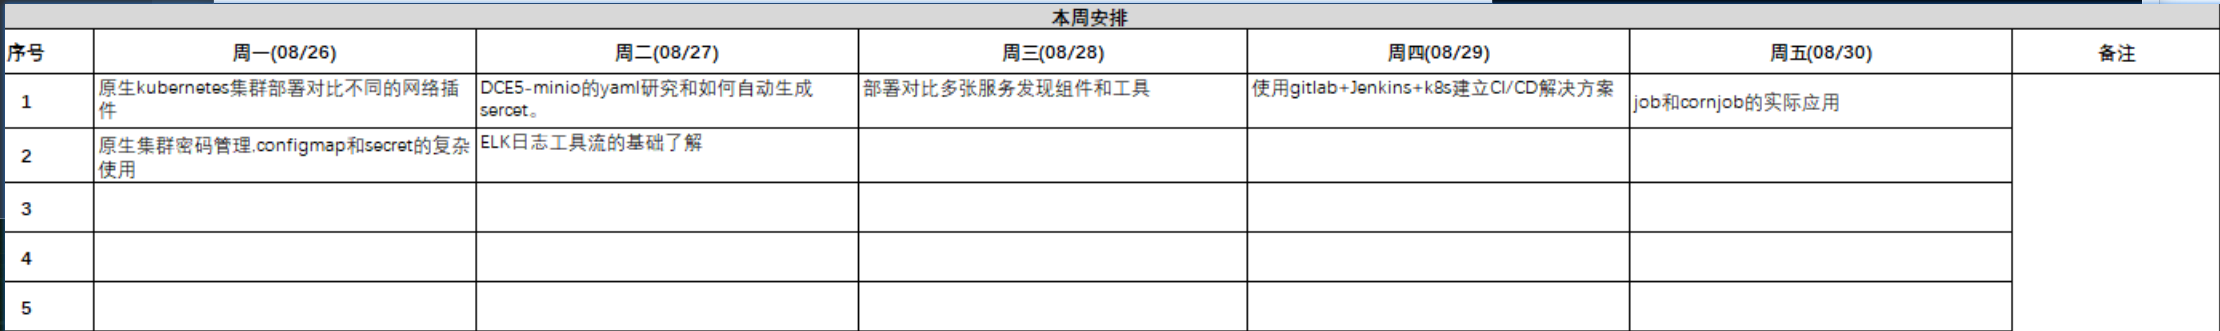 本周安排
序号 周一(08/26) 周二(08/27) 周三(08/28) 周四(08/29) 周五(08/30) 备注
1 原生kubernetes集群部署对比不同的网络插 DCE5-minio的yaml研究和如何自动生成 部署对比多张服务发现组件和工具 使用gitlab+Jenkins+k8s建立CI/CD解决方案 job和cornjob的实际应用
件 sercet。
2 原生集群密码管理,configmap和secret的复杂 ELK日志工具流的基础了解
使用
3
4
5